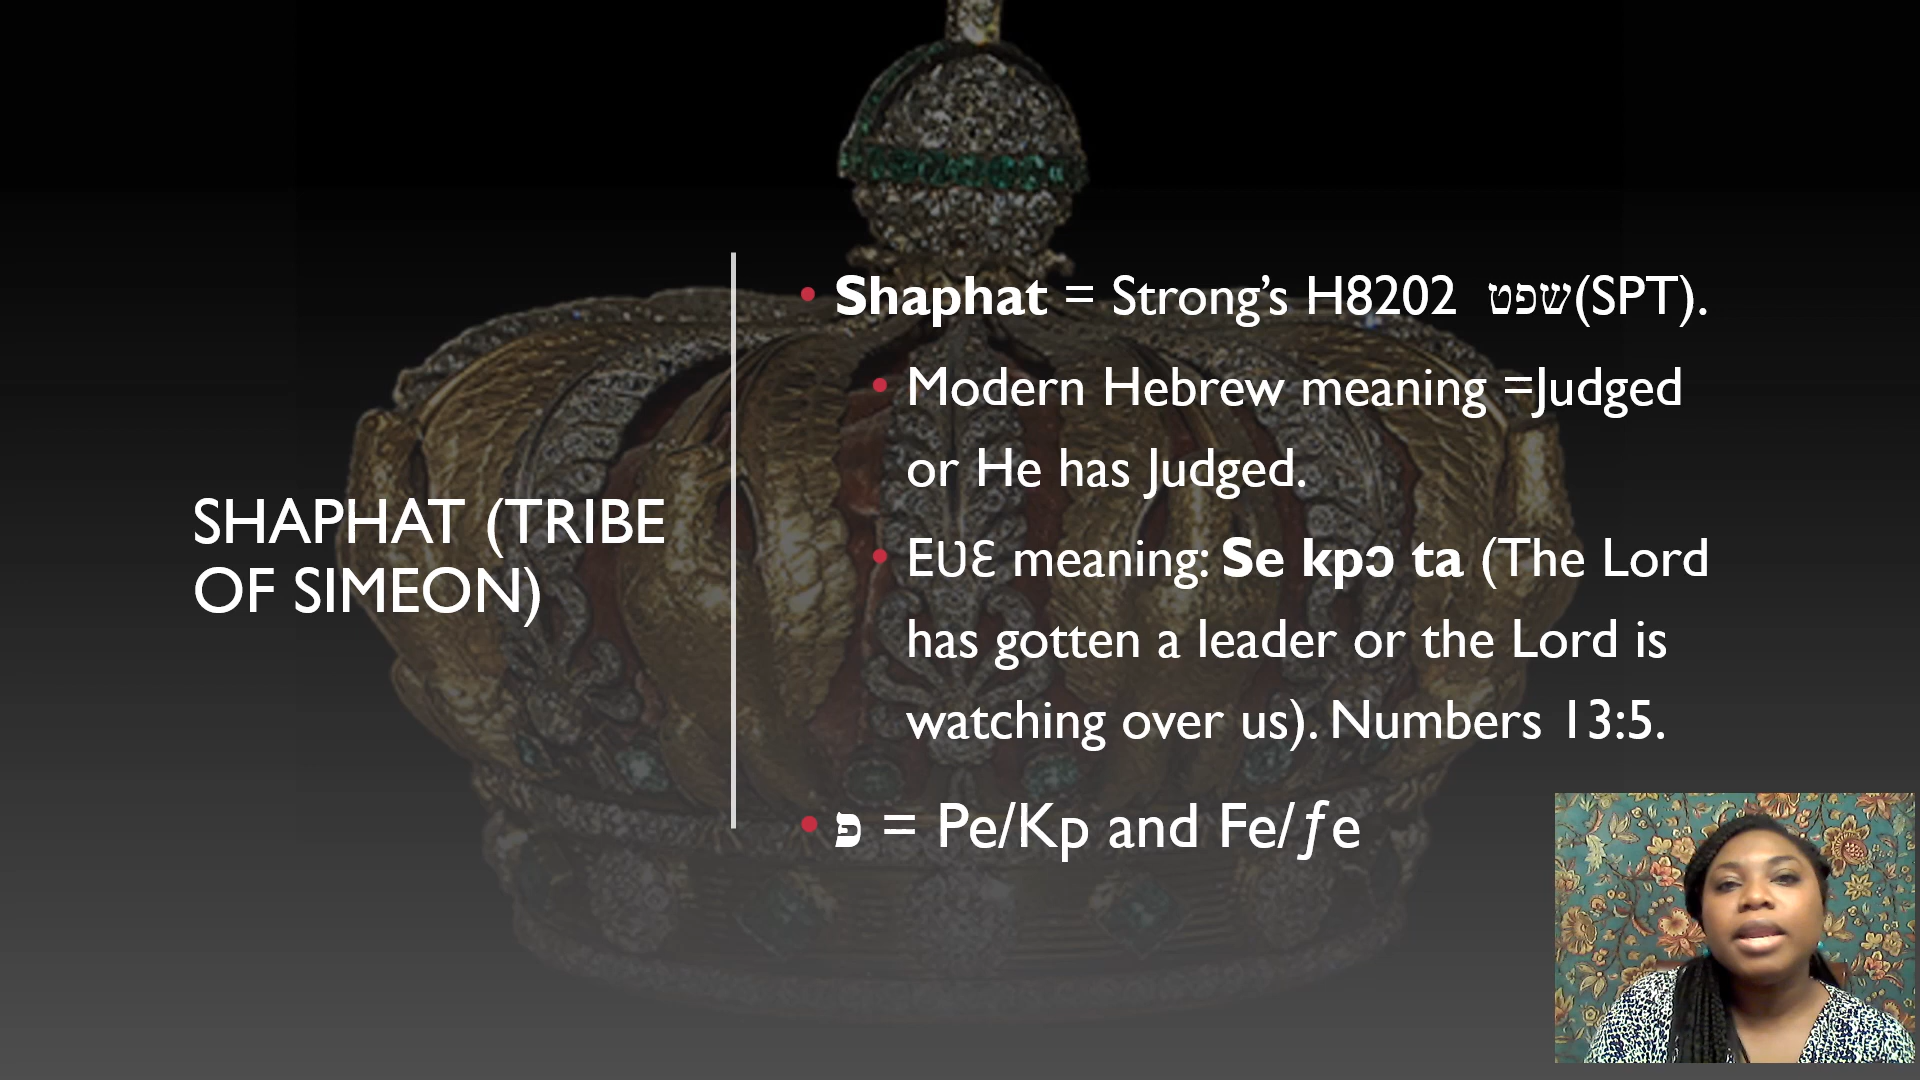 SHAPHAT (TRIBE
OF SIMEON)
• Shaphat = Strong’s H8202 שפט(SPT).
• Modern Hebrew meaning =Judged
or He has Judged.
• EƲƐ meaning: Se kpɔ ta (The Lord
has gotten a leader or the Lord is
watching over us). Numbers 13:5.
• פ = Pe/Kp and Fe/ƒe